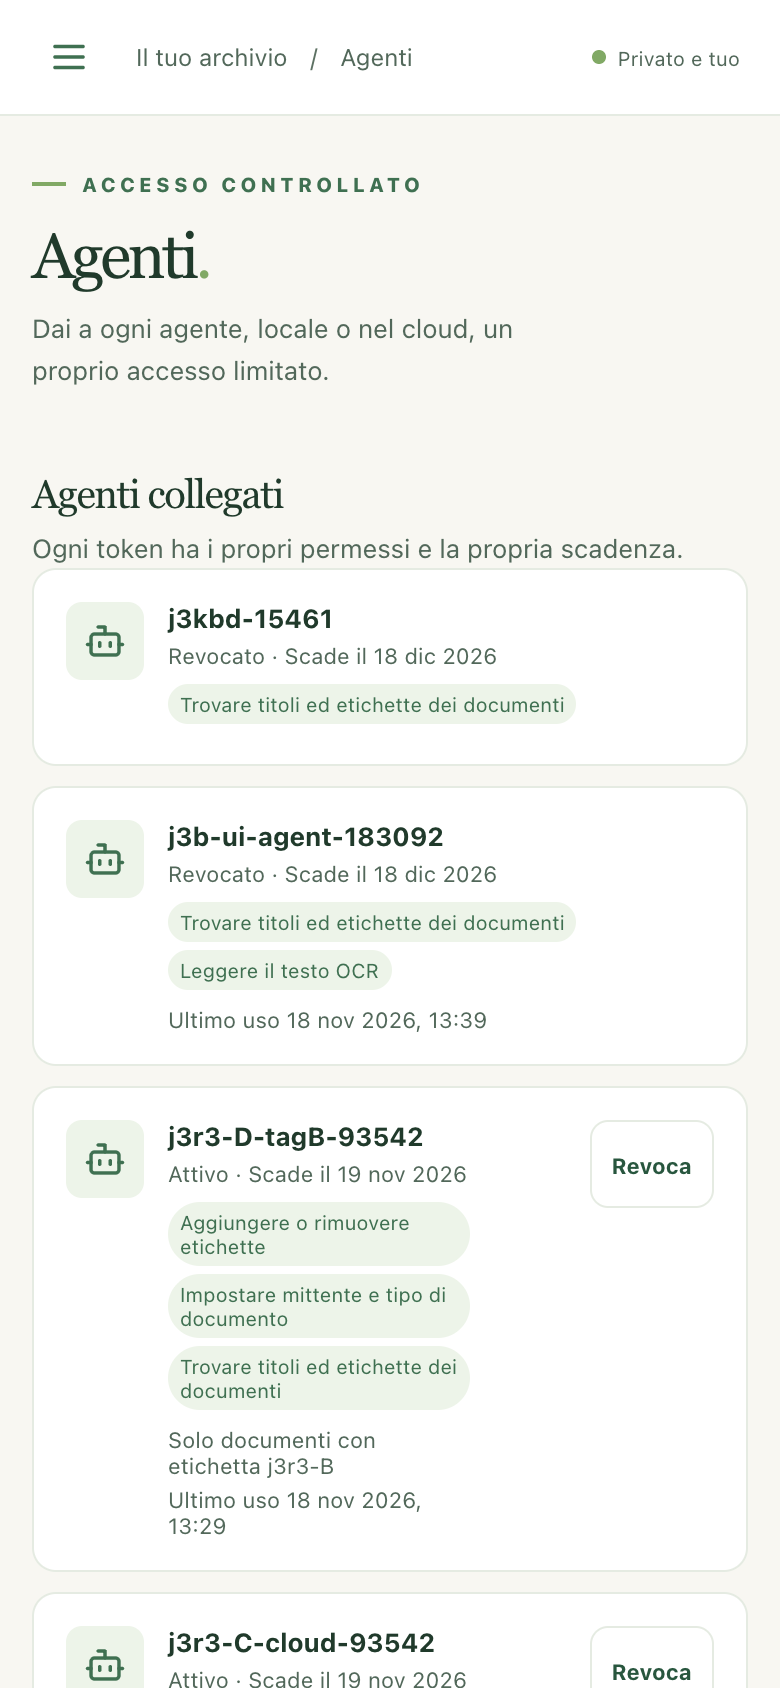 Il tuo archivio / Agenti
Privato e tuo
ACCESSO CONTROLLATO
Agenti.
Dai a ogni agente, locale o nel cloud, un
proprio accesso limitato.
Agenti collegati
Ogni token ha i propri permessi e la propria scadenza.
j3kbd-15461
Revocato · Scade il 18 dic 2026
Trovare titoli ed etichette dei documenti
j3b-ui-agent-183092
Revocato · Scade il 18 dic 2026
Trovare titoli ed etichette dei documenti
Leggere il testo OCR
Ultimo uso 18 nov 2026, 13:39
j3r3-D-tagB-93542
Revoca
Attivo · Scade il 19 nov 2026
Aggiungere o rimuovere
etichette
Impostare mittente e tipo di
documento
Trovare titoli ed etichette dei
documenti
Solo documenti con
etichetta j3r3-B
Ultimo uso 18 nov 2026,
13:29
j3r3-C-cloud-93542
Revoca
Attivo · Scade il 19 nov 2026